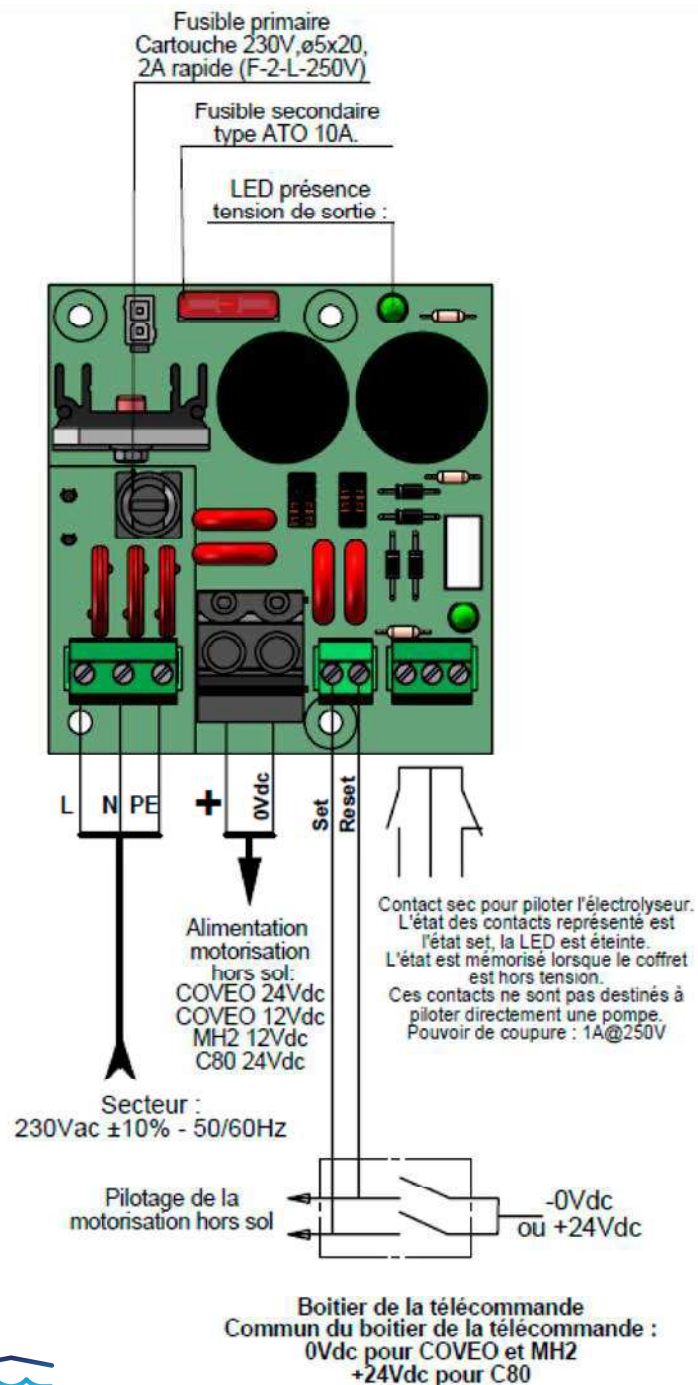 Fusible primaire
Cartouche 230V,ø5x20,
2A rapide (F-2-L-250V)
Fusible secondaire
type ATO 10A.
LED présence
tension de sortie :
L N PE
+
0Vdc
Set
Reset
Alimentation
motorisation
hors sol:
COVEO 24Vdc
COVEO 12Vdc
MH2 12Vdc
C80 24Vdc
Contact sec pour piloter l'électrolyseur.
L'état des contacts représenté est
l'état set, la LED est éteinte.
L'état est mémorisé lorsque le coffret
est hors tension.
Ces contacts ne sont pas destinés à
piloter directement une pompe.
Pouvoir de coupure : 1A@250V
Secteur :
230Vac ±10% - 50/60Hz
Pilotage de la
motorisation hors sol
-0Vdc
ou +24Vdc
Boitier de la télécommande
Commun du boitier de la télécommande :
0Vdc pour COVEO et MH2
+24Vdc pour C80